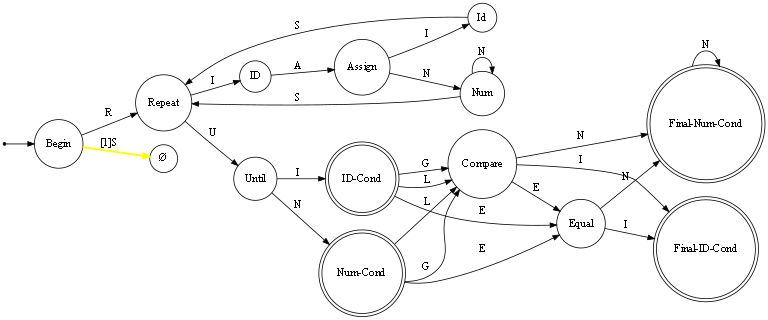 S
Id
I
N
ID
A
Assign
I
Repeat
N
Num
S
R
N
[1]S
Begin
Ø
U
Final-Num-Cond
N
Compare
I
G
ID-Cond
L
Until
I
E
N
L
E
Equal
N
I
G
E
Num-Cond
Final-ID-Cond